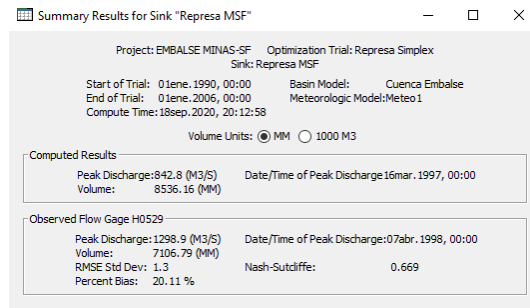 Summary Results for Sink "Represa MSF"
Project: EMBALSE MINAS-SF Optimization Trial: Represa Simplex
Sink: Represa MSF
Start of Trial: 01ene.1990, 00:00 Basin Model: Cuenca Embalse
End of Trial: 01ene.2006, 00:00 Meteorologic Model:Meteo1
Compute Time:18sep.2020, 20:12:58
Volume Units: MM 1000 M3
Computed Results
Peak Discharge:842.8 (M3/S) Date/Time of Peak Discharge16mar.1997, 00:00
Volume: 8536.16 (MM)
Observed Flow Gage H0529
Peak Discharge:1298.9 (M3/S) Date/Time of Peak Discharge:07abr.1998, 00:00
Volume: 7106.79 (MM)
RMSE Std Dev: 1.3 Nash-Sutcliffe: 0.669
Percent Bias: 20.11 %